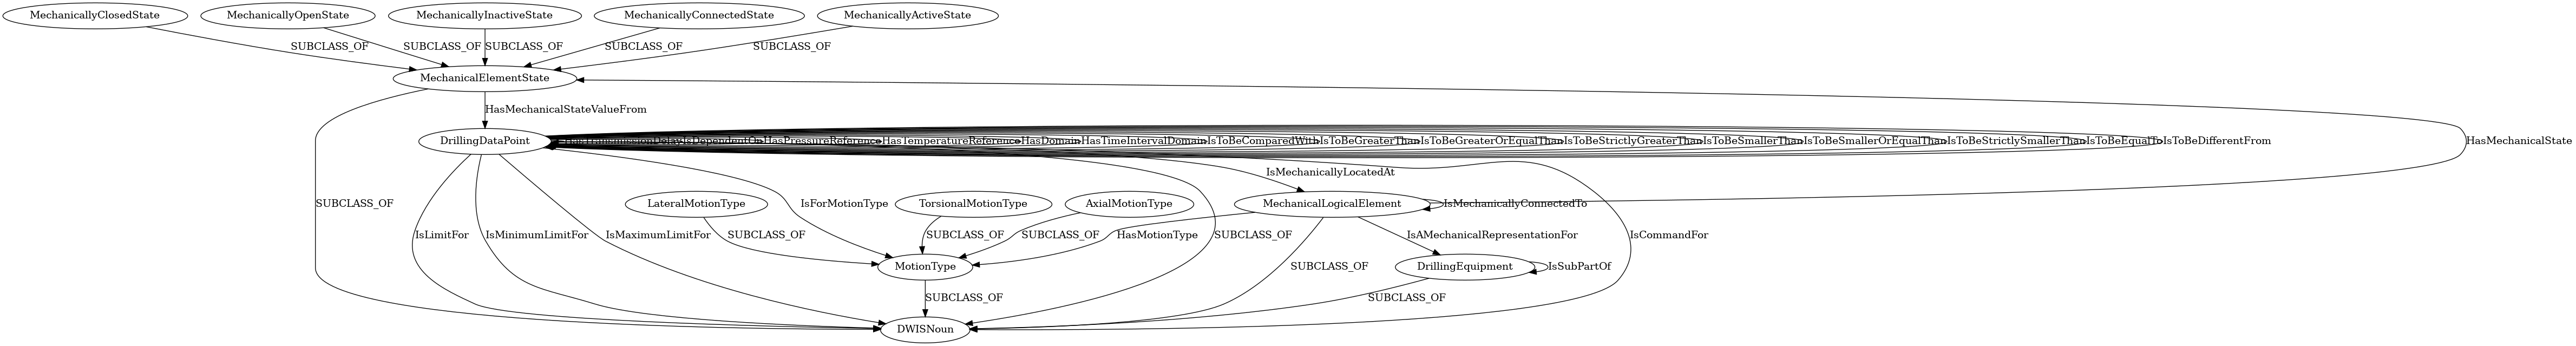 MechanicallyClosedState
MechanicallyOpenState
MechanicallyInactiveState
MechanicallyConnectedState
MechanicallyActiveState
SUBCLASS_OF
SUBCLASS_OF
SUBCLASS_OF
SUBCLASS_OF
SUBCLASS_OF
MechanicalElementState
HasMechanicalStateValueFrom
DrillingDataPoint
HasPressureReference
HasTemperatureReference
HasDomain
HasTimeIntervalDomain
IsToBeComparedWith
IsToBeGreaterThan
IsToBeGreaterOrEqualThan
IsToBeStrictlyGreaterThan
IsToBeSmallerThan
IsToBeSmallerOrEqualThan
IsToBeStrictlySmallerThan
IsToBeEqualTo
IsToBeDifferentFrom
HasMechanicalState
IsMechanicallyLocatedAt
SUBCLASS_OF
LateralMotionType
IsForMotionType
TorsionalMotionType
AxialMotionType
MechanicalLogicalElement
IsMechanicallyConnectedTo
IsLimitFor
IsMinimumLimitFor
IsMaximumLimitFor
SUBCLASS_OF
SUBCLASS_OF
SUBCLASS_OF
HasMotionType
SUBCLASS_OF
IsAMechanicalRepresentationFor
IsCommandFor
MotionType
SUBCLASS_OF
DrillingEquipment
IsSubPartOf
SUBCLASS_OF
SUBCLASS_OF
DWISNoun